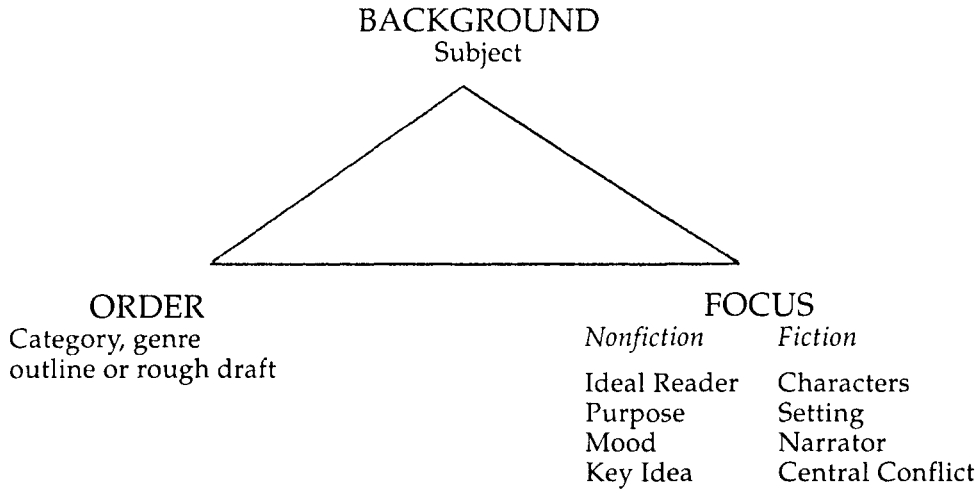 BACKGROUND
Subject
ORDER
Category, genre
outline or rough draft
FOCUS
Nonfiction Fiction
Ideal Reader Characters
Purpose Setting
Mood Narrator
Key Idea Central Conflict